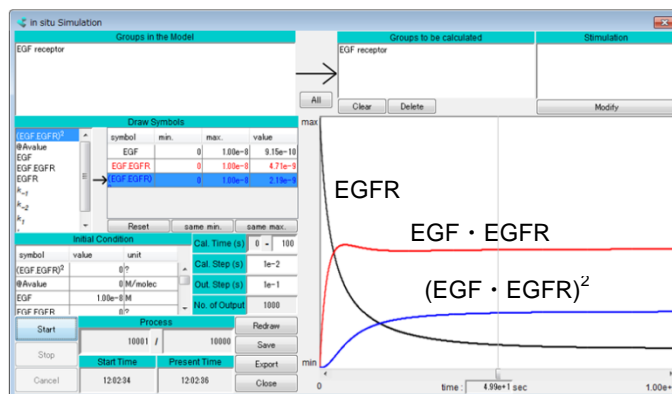 in situ Simulation
Groups in the Model
EGF receptor
Groups to be calculated
EGF receptor
Stimulation
All
Clear
Delete
Modify
Draw Symbols
(EGF.EGFR)²
@Avalue
EGF
EGF.EGFR
EGFR
k₋₁
k₋₂
k₁
symbol min. max. value
EGF 0 1.00e-8 9.15e-10
EGF.EGFR 0 1.00e-8 4.71e-9
(EGF.EGFR) 0 1.00e-8 2.19e-9
Reset
same min.
same max.
Initial Condition
symbol value unit
(EGF.EGFR)² 0 ?
@Avalue 0 M/molec
EGF 1.00e-8 M
EGF.EGFR 0 ?
Cal. Time (s) 0 - 100
Cal. Step (s) 1e-2
Out. Step (s) 1e-1
No. of Output 1000
Start
Stop
Cancel
Process
10001 / 10000
Start Time
Present Time
12:02:34
12:02:36
Redraw
Save
Export
Close
max
EGFR
EGF・EGFR
(EGF・EGFR)²
min
0
time : 4.99e+1 sec
1.00e+